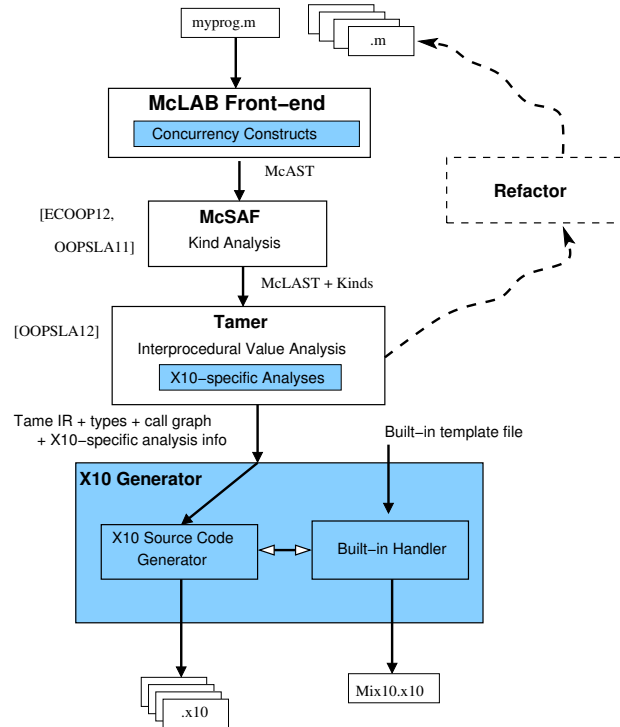 myprog.m
.m
McLAB Front-end
Concurrency Constructs
McAST
Refactor
[ECOOP12,
OOPSLA11]
McSAF
Kind Analysis
McLAST + Kinds
[OOPSLA12]
Tamer
Interprocedural Value Analysis
X10−specific Analyses
Tame IR + types + call graph
+ X10−specific analysis info
Built−in template file
X10 Generator
X10 Source Code
Generator
Built−in Handler
.x10
Mix10.x10